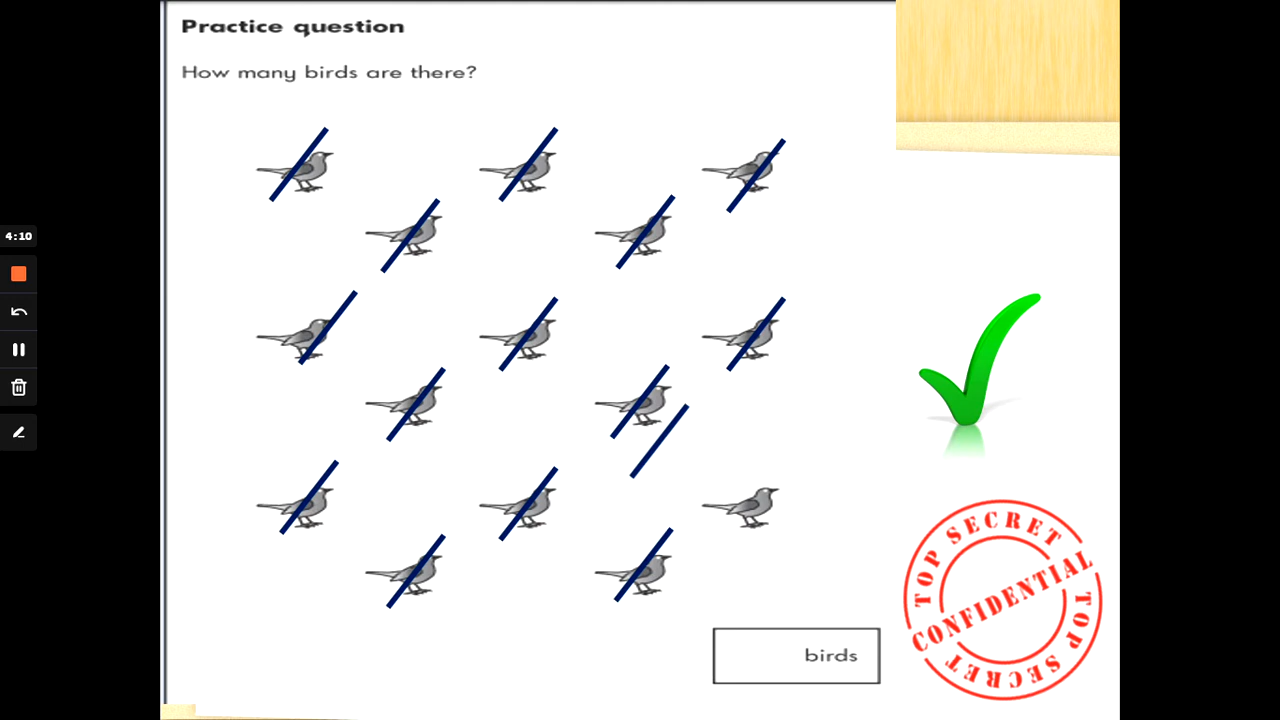 Practice question
How many birds are there?
4:10
TOP SECRET
CONFIDENTIAL
TOP SECRET
birds